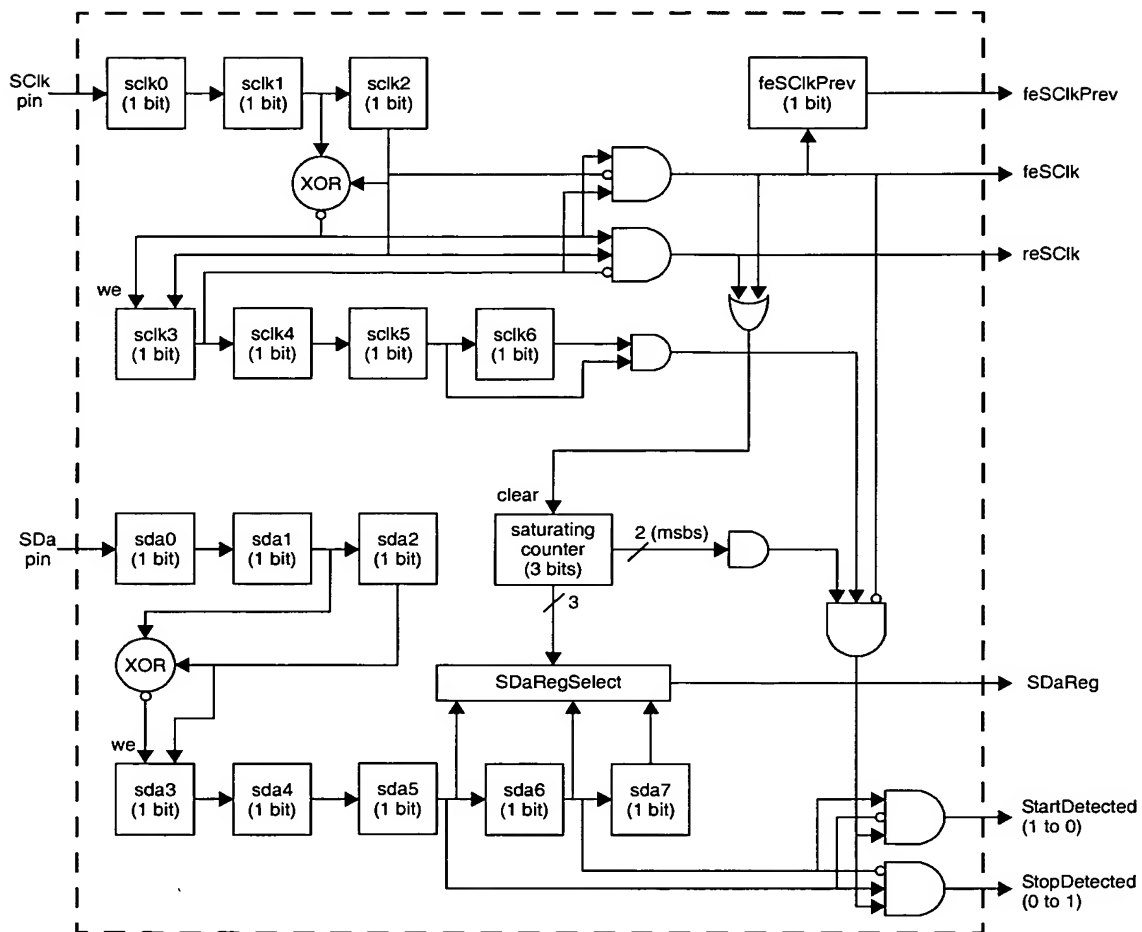 SClk
pin
sclk0
(1 bit)
sclk1
(1 bit)
sclk2
(1 bit)
feSClkPrev
(1 bit)
feSClkPrev
XOR
feSClk
reSClk
we
sclk3
(1 bit)
sclk4
(1 bit)
sclk5
(1 bit)
sclk6
(1 bit)
clear
SDa
pin
sda0
(1 bit)
sda1
(1 bit)
sda2
(1 bit)
saturating
counter
(3 bits)
2 (msbs)
3
XOR
SDaRegSelect
SDaReg
we
sda3
(1 bit)
sda4
(1 bit)
sda5
(1 bit)
sda6
(1 bit)
sda7
(1 bit)
StartDetected
(1 to 0)
StopDetected
(0 to 1)